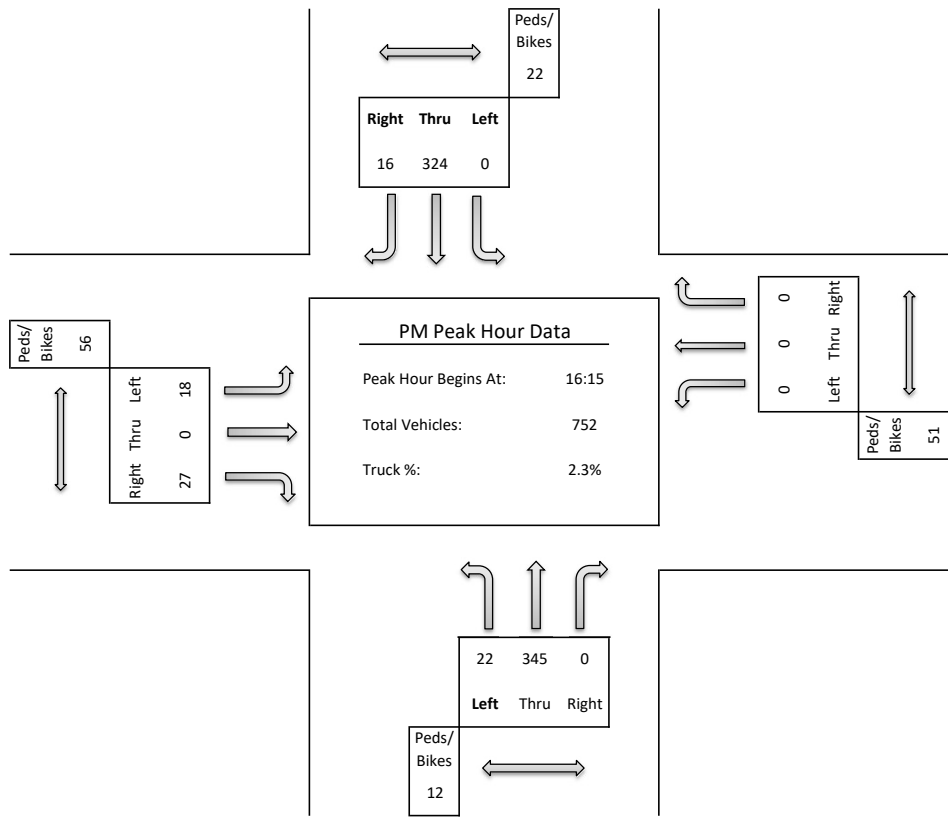 Peds/
Bikes
22
Right Thru Left
16 324 0
0 0 0
Left Thru Right
Peds/
Bikes
51
Peds/
Bikes
56
Right Thru Left
27 0 18
PM Peak Hour Data
Peak Hour Begins At: 16:15
Total Vehicles: 752
Truck %: 2.3%
22 345 0
Left Thru Right
Peds/
Bikes
12